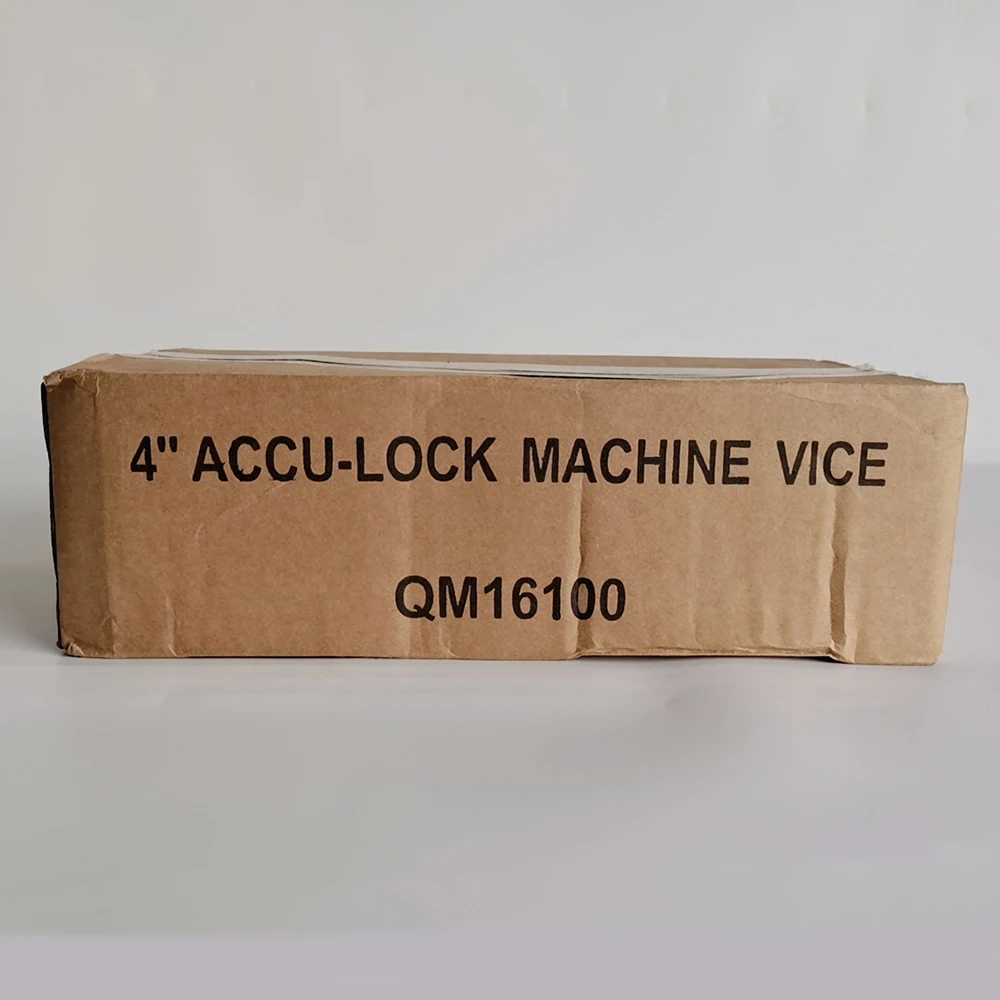 4" ACCU-LOCK MACHINE VICE
QM16100